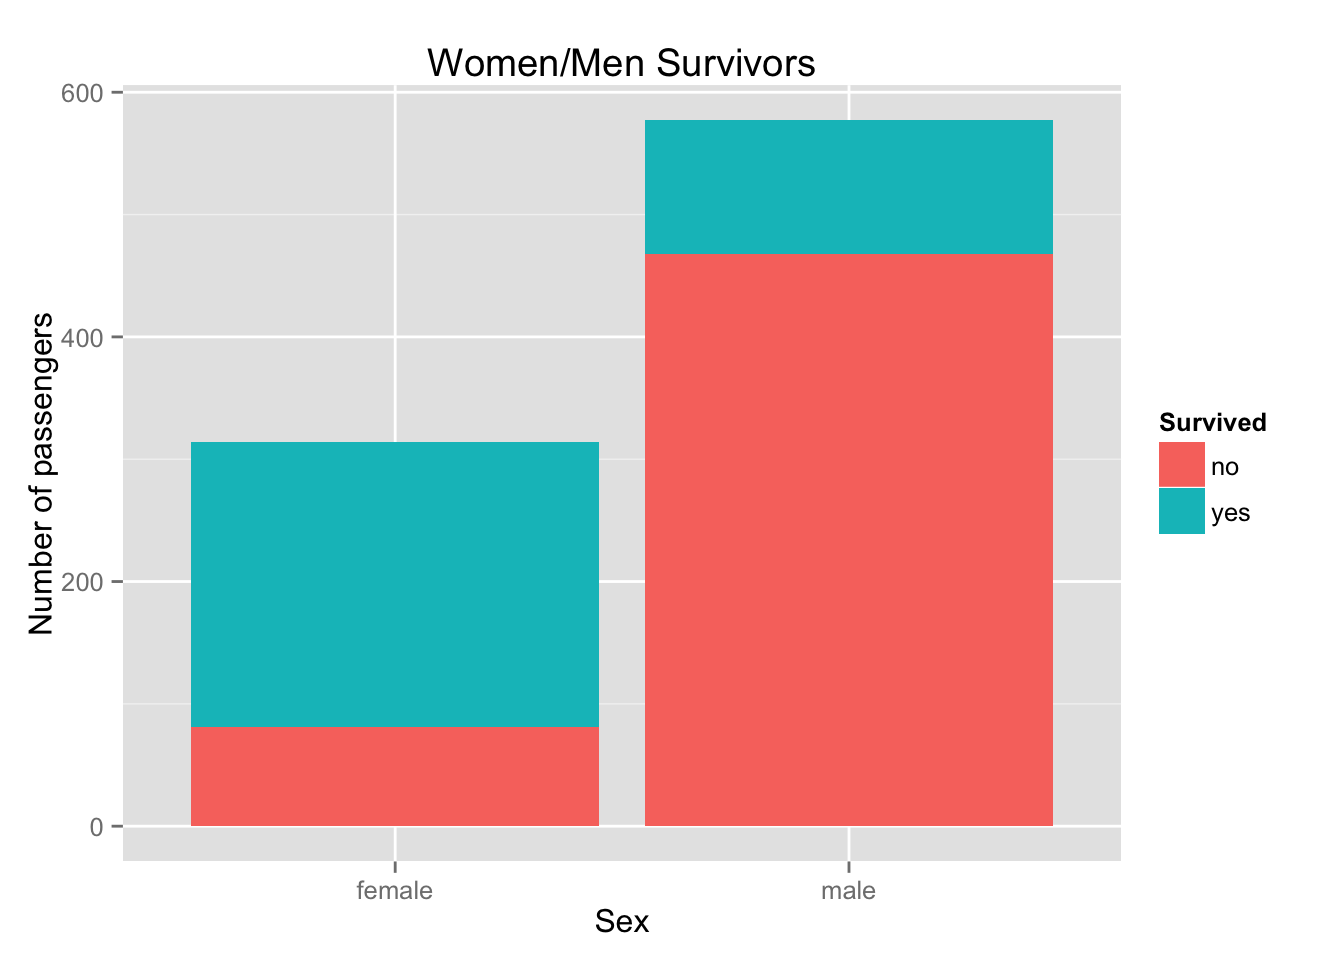 Women/Men Survivors
600
400
200
0
Number of passengers
female
male
Sex
Survived
no
yes